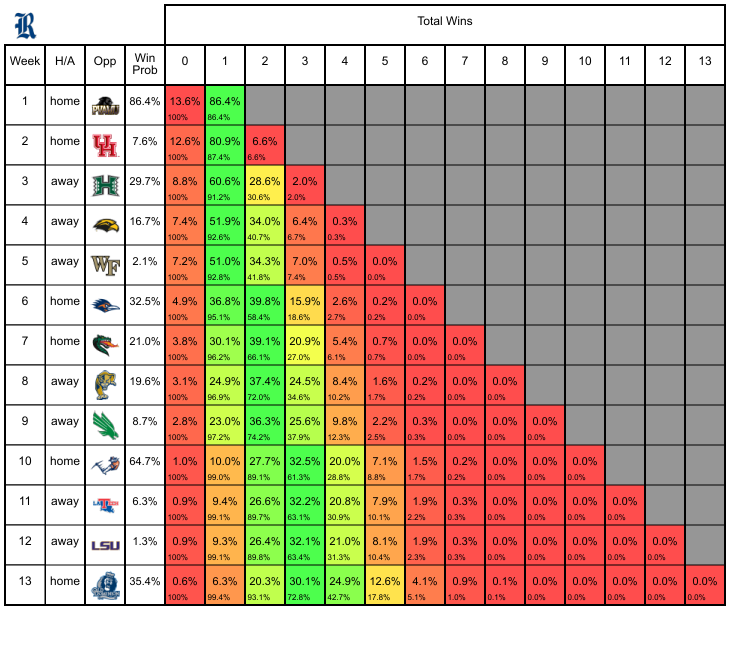 R
Total Wins
Week H/A Opp Win Prob 0 1 2 3 4 5 6 7 8 9 10 11 12 13
1 home PVAMU 86.4% 13.6% 86.4%
100% 86.4%
2 home UH 7.6% 12.6% 80.9% 6.6%
100% 87.4% 6.6%
3 away H 29.7% 8.8% 60.6% 28.6% 2.0%
100% 91.2% 30.6% 2.0%
4 away 16.7% 7.4% 51.9% 34.0% 6.4% 0.3%
100% 92.6% 40.7% 6.7% 0.3%
5 away WF 2.1% 7.2% 51.0% 34.3% 7.0% 0.5% 0.0%
100% 92.8% 41.8% 7.4% 0.5% 0.0%
6 home 32.5% 4.9% 36.8% 39.8% 15.9% 2.6% 0.2% 0.0%
100% 95.1% 58.4% 18.6% 2.7% 0.2% 0.0%
7 home 21.0% 3.8% 30.1% 39.1% 20.9% 5.4% 0.7% 0.0% 0.0%
100% 96.2% 66.1% 27.0% 6.1% 0.7% 0.0% 0.0%
8 away 19.6% 3.1% 24.9% 37.4% 24.5% 8.4% 1.6% 0.2% 0.0% 0.0%
100% 96.9% 72.0% 34.6% 10.2% 1.7% 0.2% 0.0% 0.0%
9 away 8.7% 2.8% 23.0% 36.3% 25.6% 9.8% 2.2% 0.3% 0.0% 0.0% 0.0%
100% 97.2% 74.2% 37.9% 12.3% 2.5% 0.3% 0.0% 0.0% 0.0%
10 home 64.7% 1.0% 10.0% 27.7% 32.5% 20.0% 7.1% 1.5% 0.2% 0.0% 0.0% 0.0%
100% 99.0% 89.1% 61.3% 28.8% 8.8% 1.7% 0.2% 0.0% 0.0% 0.0%
11 away 6.3% 0.9% 9.4% 26.6% 32.2% 20.8% 7.9% 1.9% 0.3% 0.0% 0.0% 0.0% 0.0%
100% 99.1% 89.7% 63.1% 30.9% 10.1% 2.2% 0.3% 0.0% 0.0% 0.0% 0.0%
12 away LSU 1.3% 0.9% 9.3% 26.4% 32.1% 21.0% 8.1% 1.9% 0.3% 0.0% 0.0% 0.0% 0.0% 0.0%
100% 99.1% 89.8% 63.4% 31.3% 10.4% 2.3% 0.3% 0.0% 0.0% 0.0% 0.0% 0.0%
13 home 35.4% 0.6% 6.3% 20.3% 30.1% 24.9% 12.6% 4.1% 0.9% 0.1% 0.0% 0.0% 0.0% 0.0% 0.0%
100% 99.4% 93.1% 72.8% 42.7% 17.8% 5.1% 1.0% 0.1% 0.0% 0.0% 0.0% 0.0% 0.0%